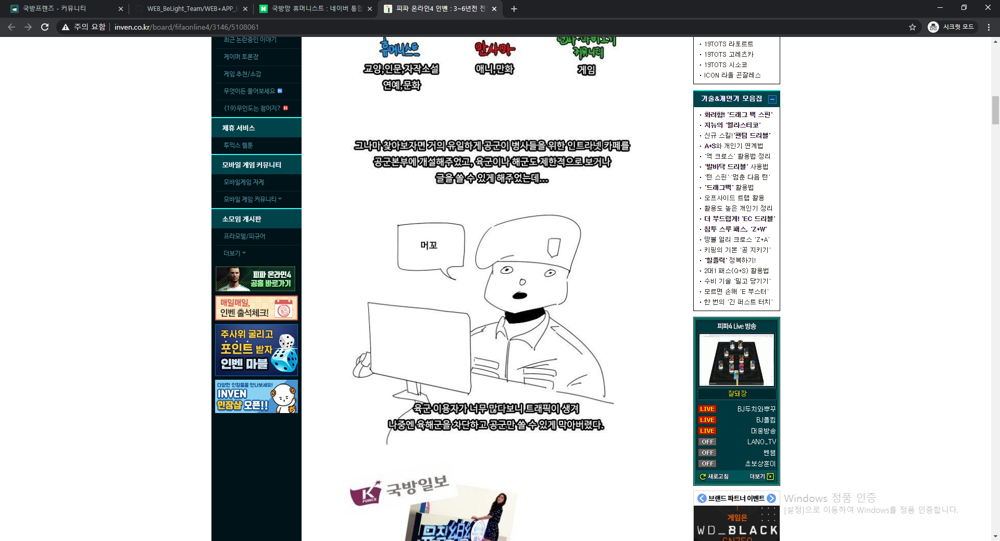 국방프렌즈 - 커뮤니티
WEB_BeLight_Team/WEB+APP_E
국방망 휴머니스트 : 네이버 통합
피파 온라인4 인벤 : 3~6년전 전
주의 요함
inven.co.kr/board/fifaonline4/3146/5108061
시크릿 모드
최근 논란중인 이야기
게이머 토론장
게임 추천/소감
무엇이든 물어보세요 N
(19)무인도는 첨이지? N
제휴 서비스
투믹스 웹툰
모바일 게임 커뮤니티
모바일게임 자게
모바일 게임 커뮤니티
소모임 게시판
프라모델/피규어
더보기
피파 온라인4
공홈 바로가기
매일매일,
인벤 출석체크!
주사위 굴리고
포인트 받자
인벤 마블
다양한 인장들을 만나보세요!
INVEN
인장샵 오픈!!
휴머니스트
교양,인문,자작소설
연예,문화
만사마
애니,만화
커뮤니티
게임
그나마 찾아보자면 거의 유일하게 공군이 병사들을 위한 인트라넷 카페를
공군본부에 개설해주었고, 육군이나 해군도 제한적으로 보거나
글을 쓸 수 있게 해주었는데...
머꼬
육군 이용자가 너무 많다보니 트래픽이 생겨
나중엔 육해군을 차단하고 공군만 쓸 수 있게 막아버렸다.
K
FORCE
국방일보
뮤직
19TOTS 라포르트
19TOTS 고레츠카
19TOTS 시소코
ICON 라울 곤잘레스
기술&개인기 모음집
화려함! '드래그 백 스핀'
지뉴의 '엘라스티코'
신규 스킬! '팬텀 드리블'
A+S와 개인기 연계법
'역 크로스' 활용법 정리
'발바닥 드리블' 사용법
'턴 스핀'·'멈춘 다음 턴'
'드래그백' 활용법
오프사이드 트랩 활용
활용도 높은 개인기 정리
더 부드럽게! 'EC 드리블'
침투 스루 패스, 'Z+W'
땅볼 얼리 크로스 'Z+A'
키핑의 기본 '공 지키기'
'힐플릭' 정복하기!
2대1 패스(Q+S) 활용법
수비 기술 '밀고 당기기'
모르면 손해 'E 부스터'
한 번의 '긴 퍼스트 터치'
피파4 Live 방송
잘돼장
LIVE BJ두치와뿌꾸
LIVE BJ폴킴
LIVE 머웅방송
OFF LANO_TV
OFF 벤쌤
OFF 초보상훈이
새로고침 더보기
브랜드 파트너 이벤트
게임은
WD_BLACK
SN750
Windows 정품 인증
[설정]으로 이동하여 Windows를 정품 인증합니다.